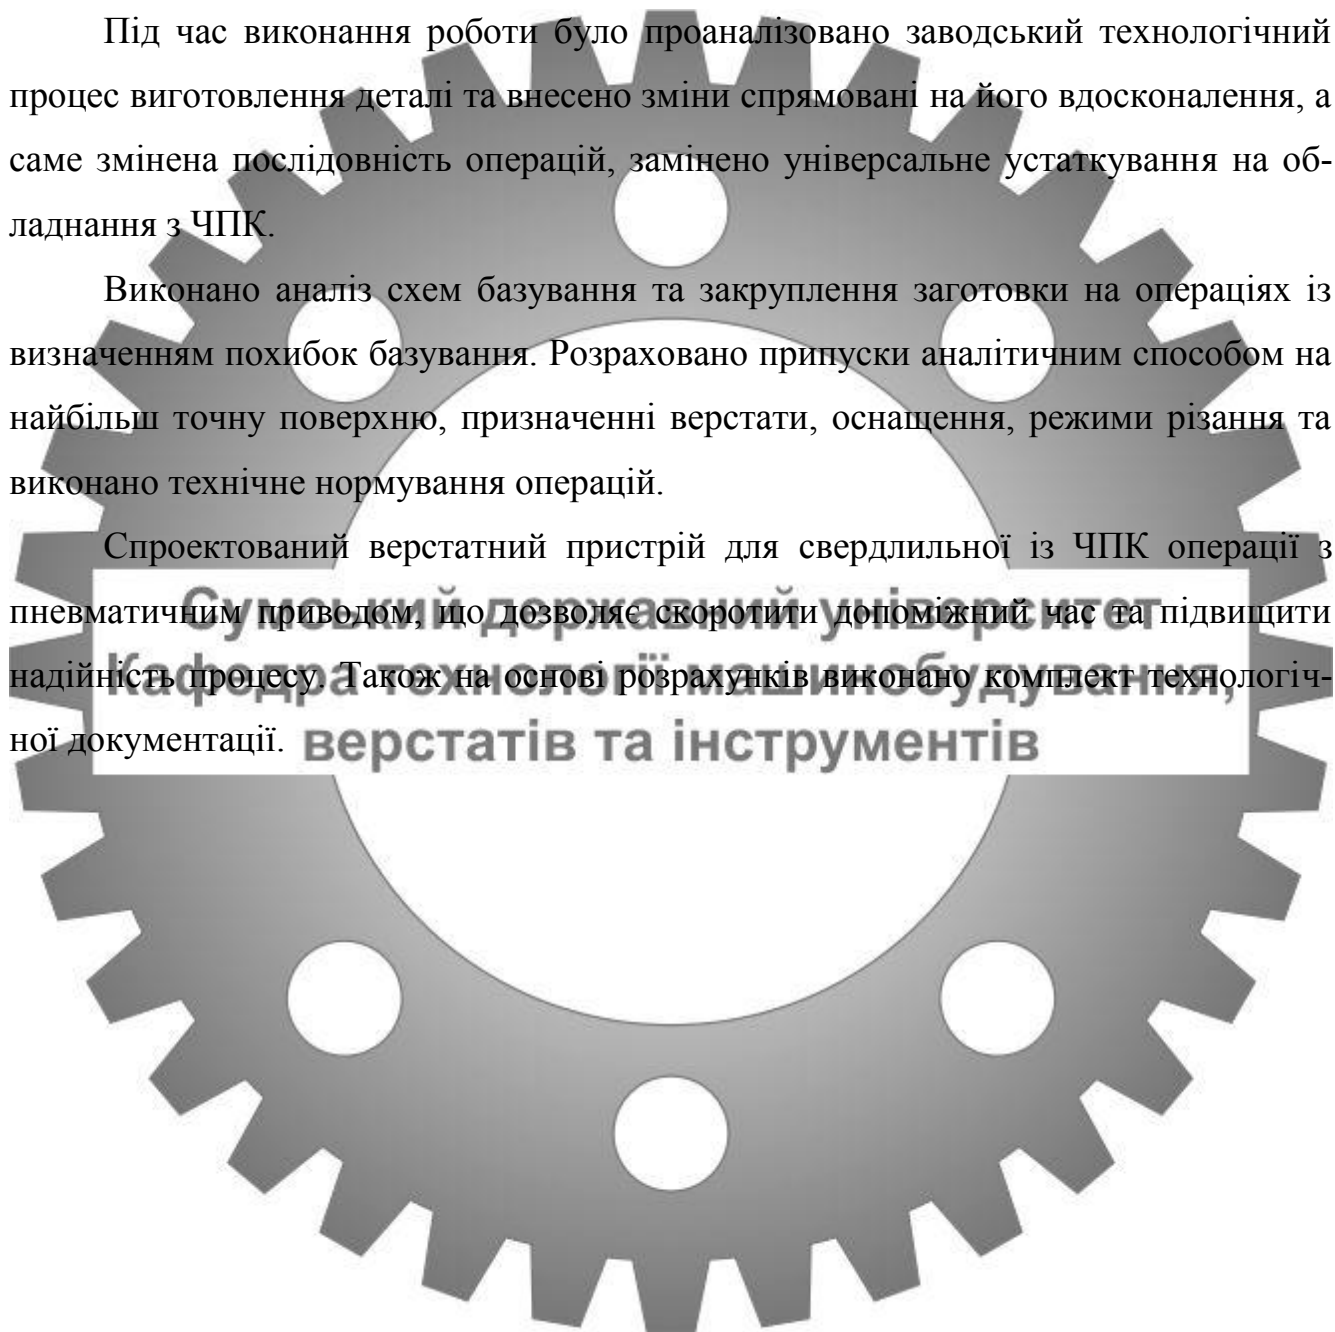 Під час виконання роботи було проаналізовано заводський технологічний
процес виготовлення деталі та внесено зміни спрямовані на його вдосконалення, а
саме змінена послідовність операцій, замінено універсальне устаткування на об-
ладнання з ЧПК.
Виконано аналіз схем базування та закруплення заготовки на операціях із
визначенням похибок базування. Розраховано припуски аналітичним способом на
найбільш точну поверхню, призначенні верстати, оснащення, режими різання та
виконано технічне нормування операцій.
Спроектований верстатний пристрій для свердлильної із ЧПК операції з
пневматичним приводом, що дозволяє скоротити допоміжний час та підвищити
надійність процесу. Також на основі розрахунків виконано комплект технологіч-
ної документації.
Сумський державний університет
Кафедра технології машинобудування,
верстатів та інструментів